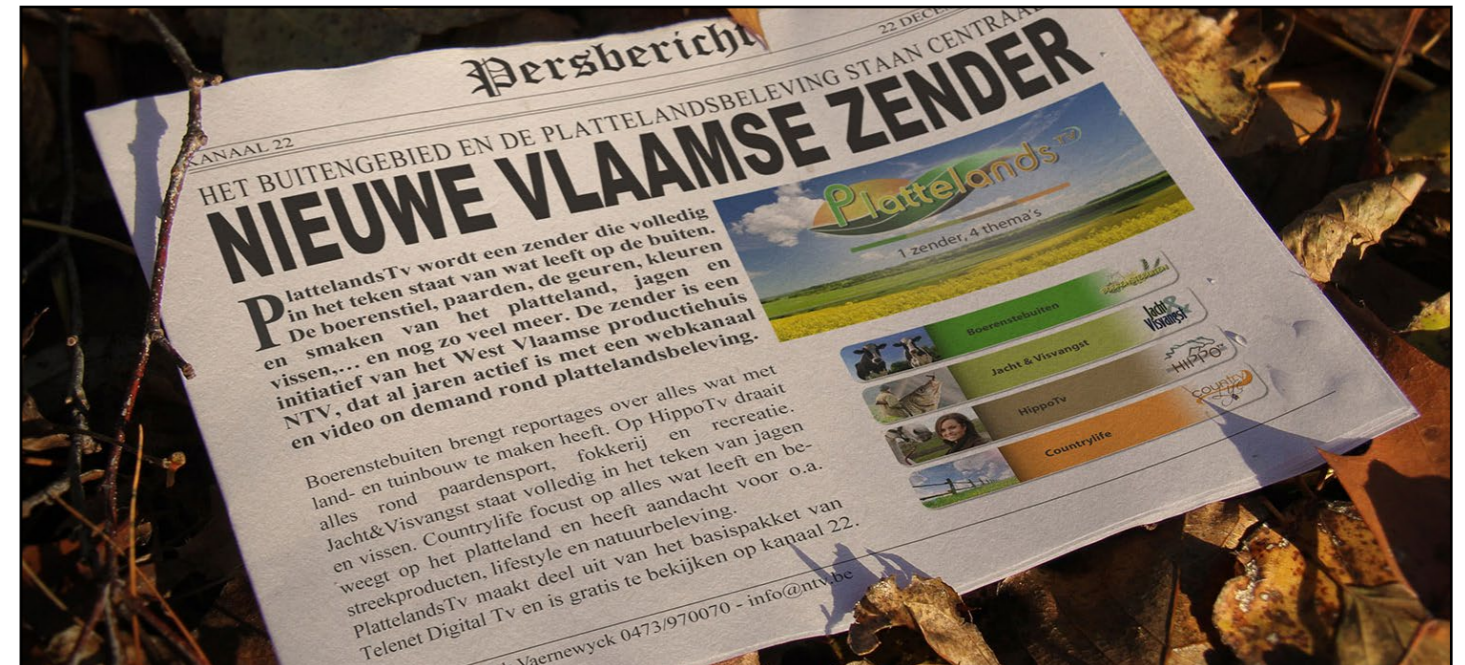 Persbericht
KANAAL 22
22 DECE
HET BUITENGEBIED EN DE PLATTELANDSBELEVING STAAN CENTRAAL
NIEUWE VLAAMSE ZENDER
PlattelandsTv wordt een zender die volledig
in het teken staat van wat leeft op de buiten.
De boerenstiel, paarden, de geuren, kleuren
en smaken van het platteland, jagen en
vissen,... en nog zo veel meer. De zender is een
initiatief van het West Vlaamse productiehuis
NTV, dat al jaren actief is met een webkanaal
en video on demand rond plattelandsbeleving.
Boerenstebuiten brengt reportages over alles wat met
land- en tuinbouw te maken heeft. Op HippoTv draait
alles rond paardensport, fokkerij en recreatie.
Jacht&Visvangst staat volledig in het teken van jagen
en vissen. Countrylife focust op alles wat leeft en be-
weegt op het platteland en heeft aandacht voor o.a.
streekproducten, lifestyle en natuurbeleving.
PlattelandsTv maakt deel uit van het basispakket van
Telenet Digital Tv en is gratis te bekijken op kanaal 22.
Vaernewyck 0473/970070 - info@ntv.be
Plattelands TV
1 zender, 4 thema's
Boerenstebuiten
Jacht & Visvangst
Jacht & Visvangst
HippoTv
HIPPO
Countrylife
country